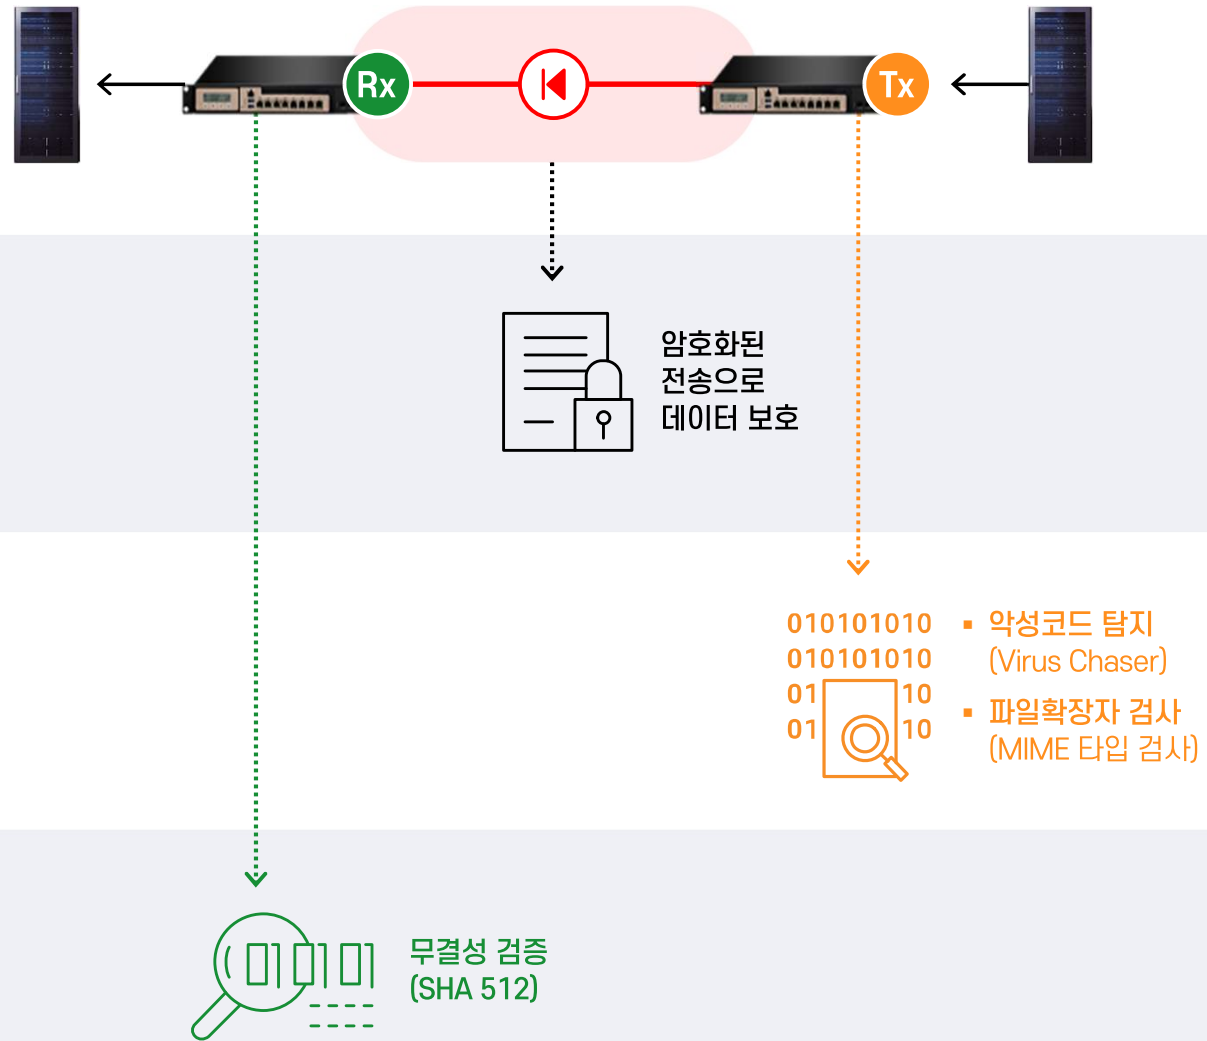 Rx
Tx
암호화된
전송으로
데이터 보호
010101010
010101010
01 10
01 10
▪ 악성코드 탐지
(Virus Chaser)
▪ 파일확장자 검사
(MIME 타입 검사)
무결성 검증
(SHA 512)